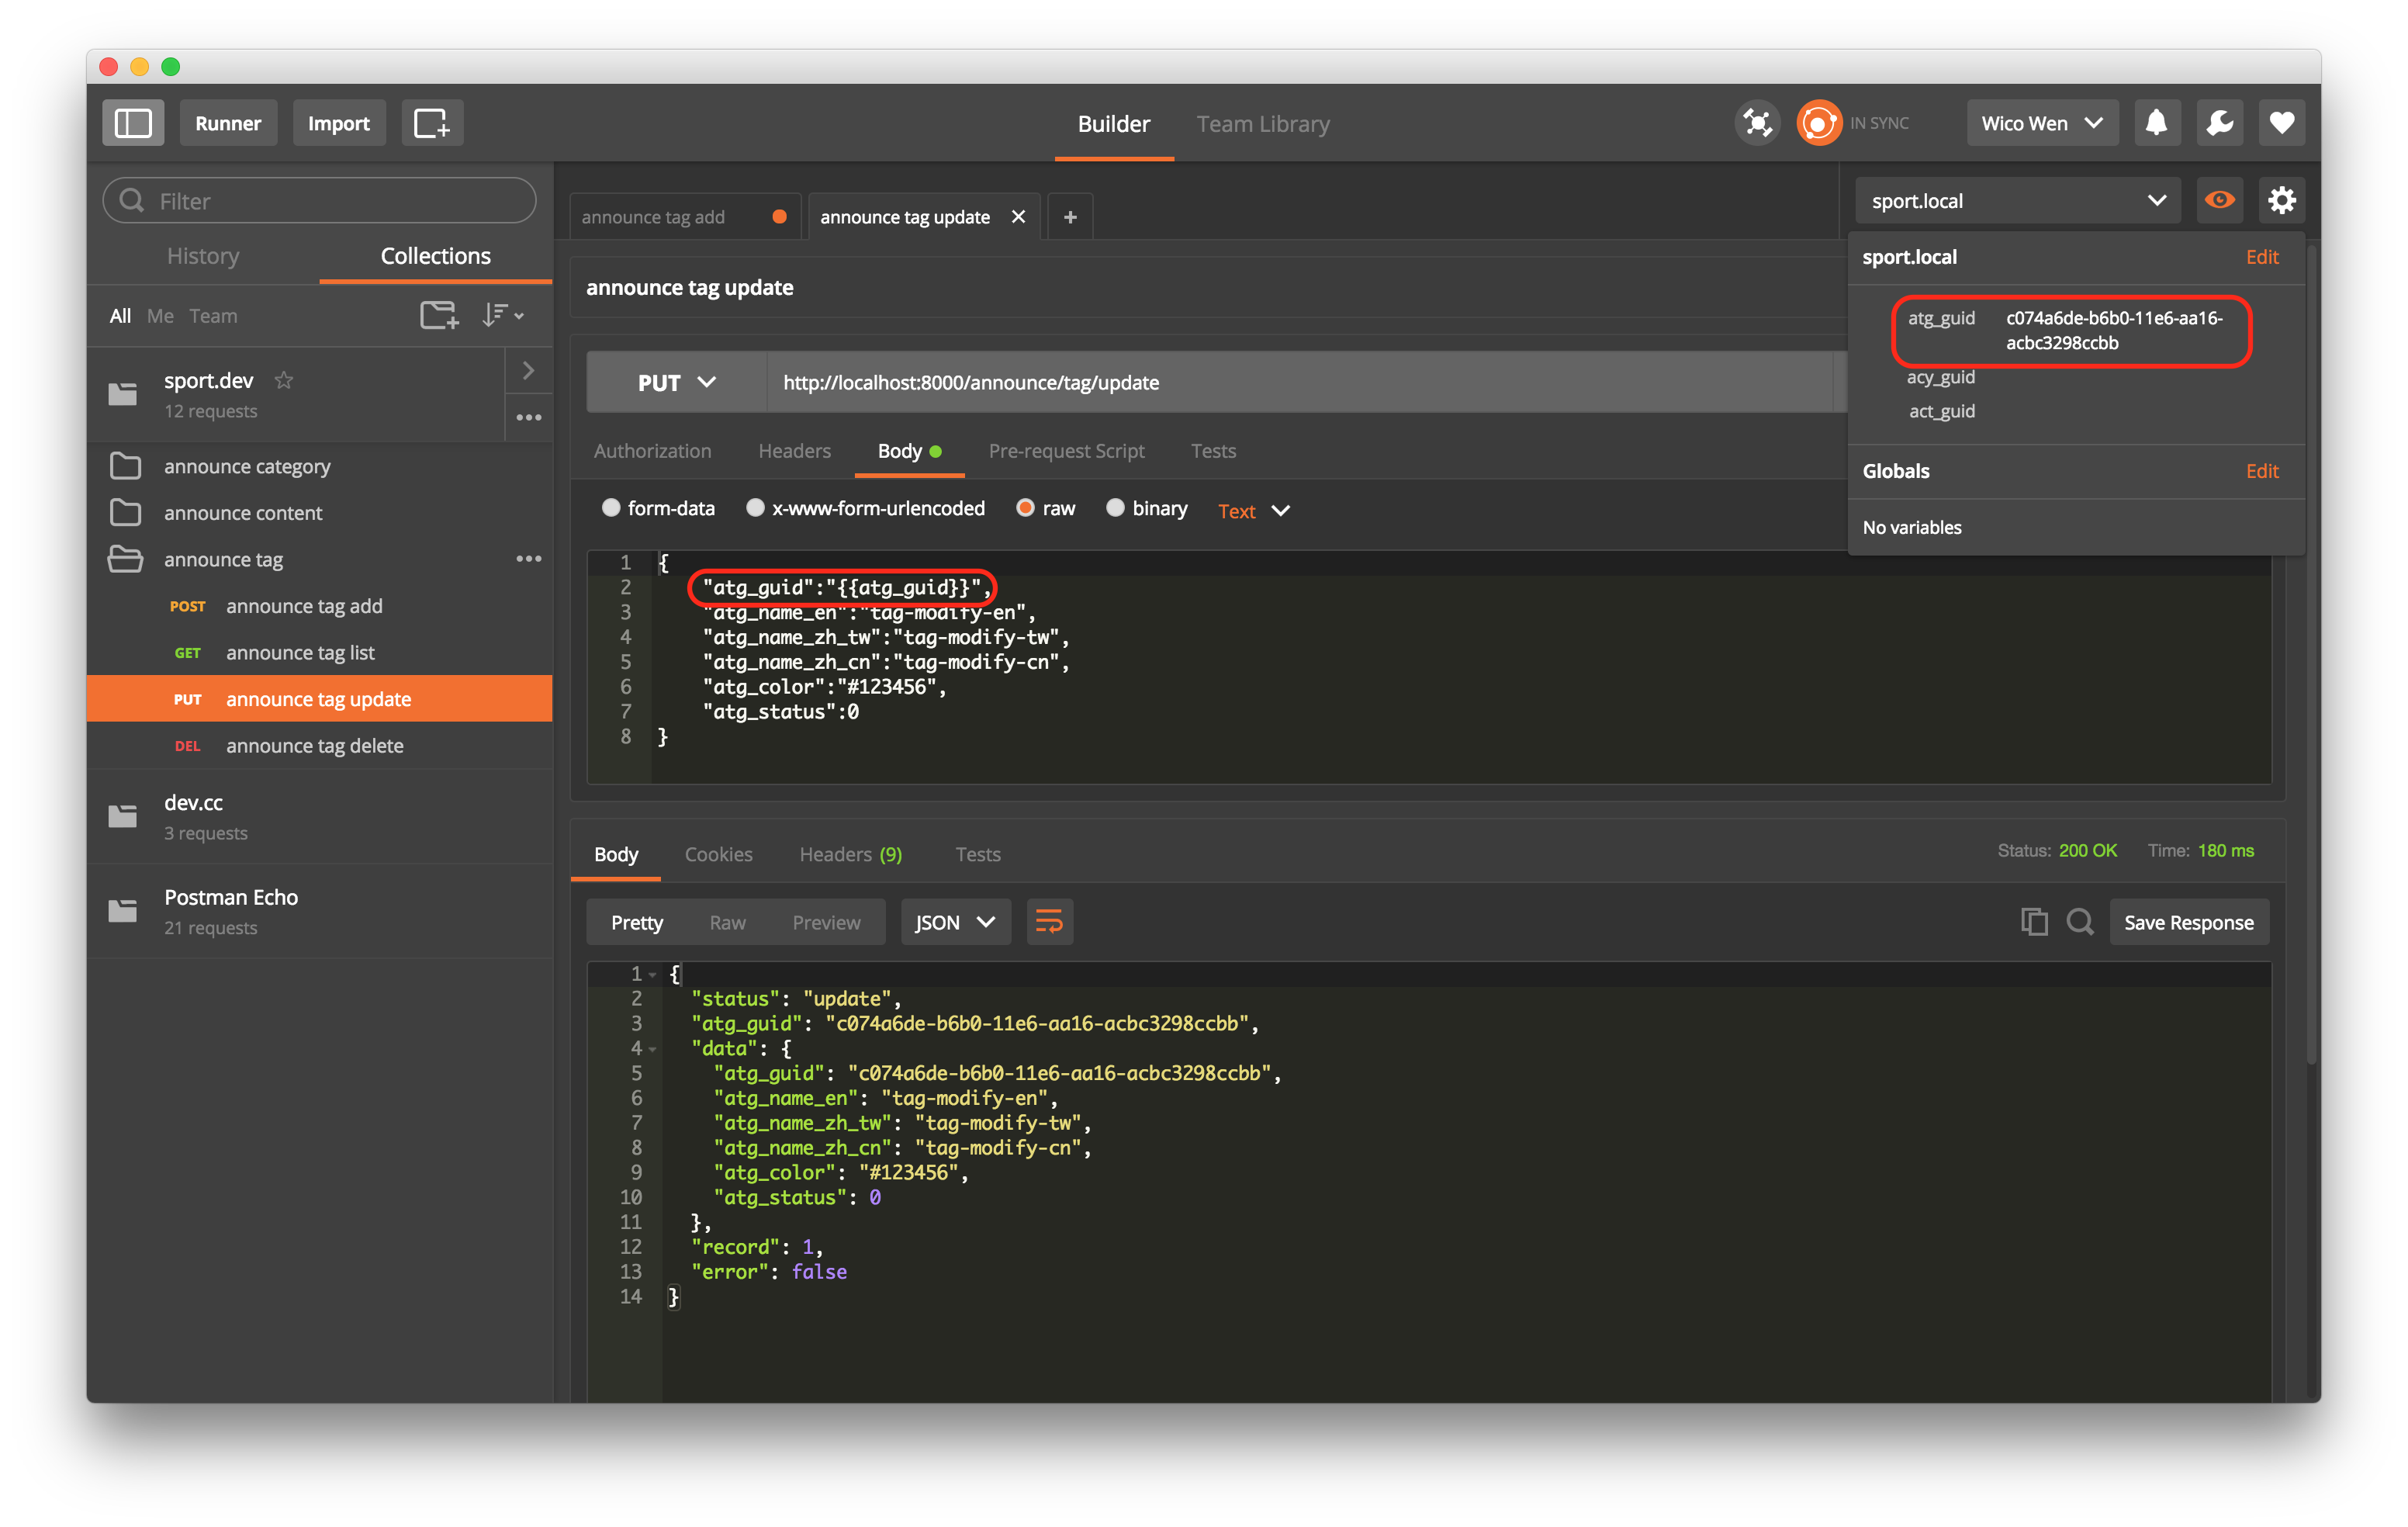 Runner
Import
Builder
Team Library
IN SYNC
Wico Wen
Filter
History
Collections
All Me Team
sport.dev
12 requests
announce category
announce content
announce tag
POST announce tag add
GET announce tag list
PUT announce tag update
DEL announce tag delete
dev.cc
3 requests
Postman Echo
21 requests
announce tag add
announce tag update
+
sport.local
sport.local Edit
atg_guid c074a6de-b6b0-11e6-aa16-
acbc3298ccbb
acy_guid
act_guid
Globals Edit
No variables
announce tag update
PUT http://localhost:8000/announce/tag/update
Authorization Headers Body Pre-request Script Tests
form-data x-www-form-urlencoded raw binary Text
1 {
2 "atg_guid":"{{atg_guid}}",
3 "atg_name_en":"tag-modify-en",
4 "atg_name_zh_tw":"tag-modify-tw",
5 "atg_name_zh_cn":"tag-modify-cn",
6 "atg_color":"#123456",
7 "atg_status":0
8 }
Body Cookies Headers (9) Tests
Status: 200 OK Time: 180 ms
Pretty Raw Preview JSON
Save Response
1 {
2 "status": "update",
3 "atg_guid": "c074a6de-b6b0-11e6-aa16-acbc3298ccbb",
4 "data": {
5 "atg_guid": "c074a6de-b6b0-11e6-aa16-acbc3298ccbb",
6 "atg_name_en": "tag-modify-en",
7 "atg_name_zh_tw": "tag-modify-tw",
8 "atg_name_zh_cn": "tag-modify-cn",
9 "atg_color": "#123456",
10 "atg_status": 0
11 },
12 "record": 1,
13 "error": false
14 }